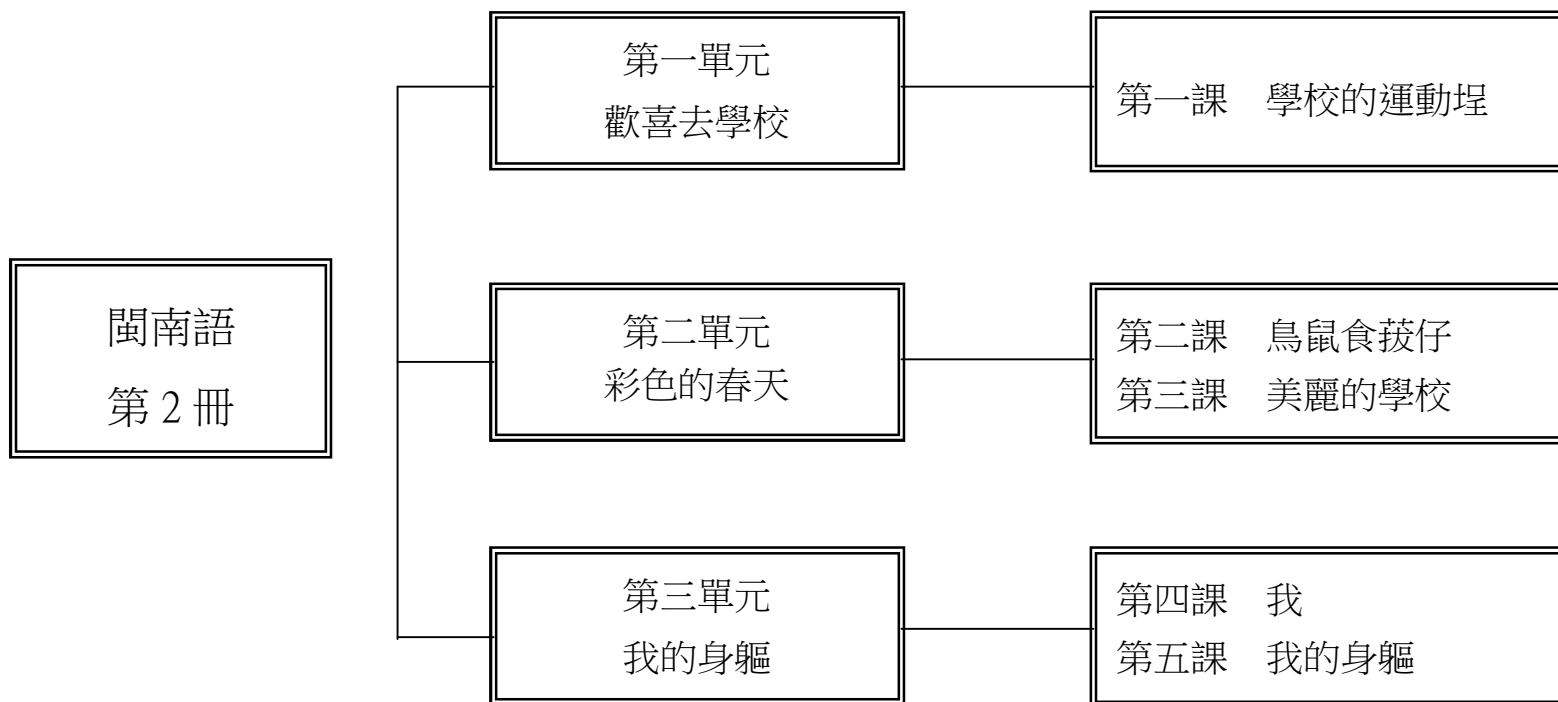 閩南語
第 2 冊
第一單元
歡喜去學校
第一課 學校的運動埕
第二單元
彩色的春天
第二課 鳥鼠食菝仔
第三課 美麗的學校
第三單元
我的身軀
第四課 我
第五課 我的身軀